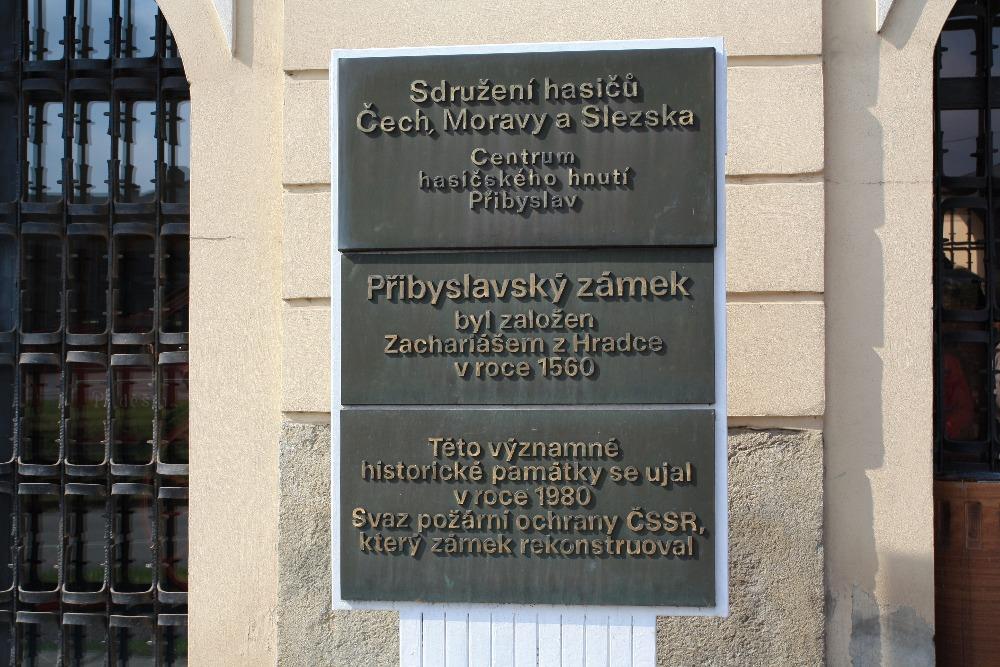 Sdružení hasičů
Čech, Moravy a Slezska
Centrum
hasičského hnutí
Přibyslav
Přibyslavský zámek
byl založen
Zachariášem z Hradce
v roce 1560
Této významné
historické památky se ujal
v roce 1980
Svaz požární ochrany ČSSR,
který zámek rekonstruoval